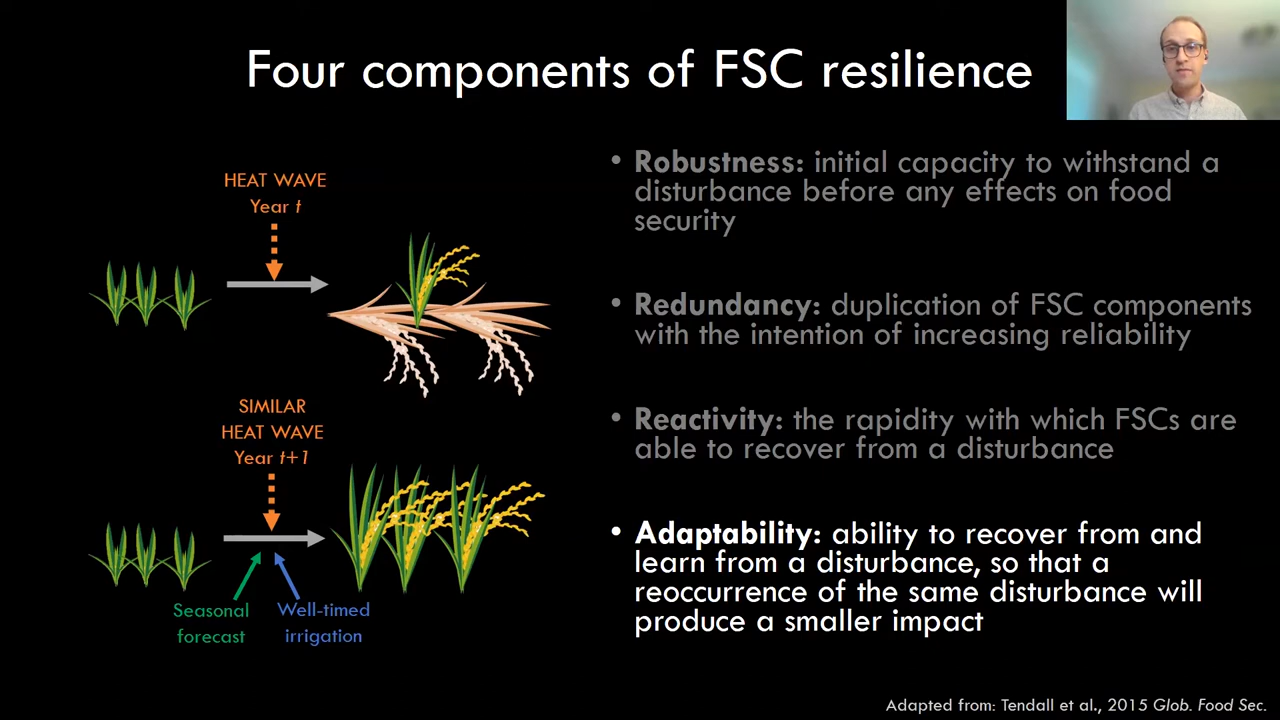 Four components of FSC resilience
HEAT WAVE
Year t
SIMILAR
HEAT WAVE
Year t+1
Seasonal
forecast
Well-timed
irrigation
• Robustness: initial capacity to withstand a
disturbance before any effects on food
security
• Redundancy: duplication of FSC components
with the intention of increasing reliability
• Reactivity: the rapidity with which FSCs are
able to recover from a disturbance
• Adaptability: ability to recover from and
learn from a disturbance, so that a
reoccurrence of the same disturbance will
produce a smaller impact
Adapted from: Tendall et al., 2015 Glob. Food Sec.